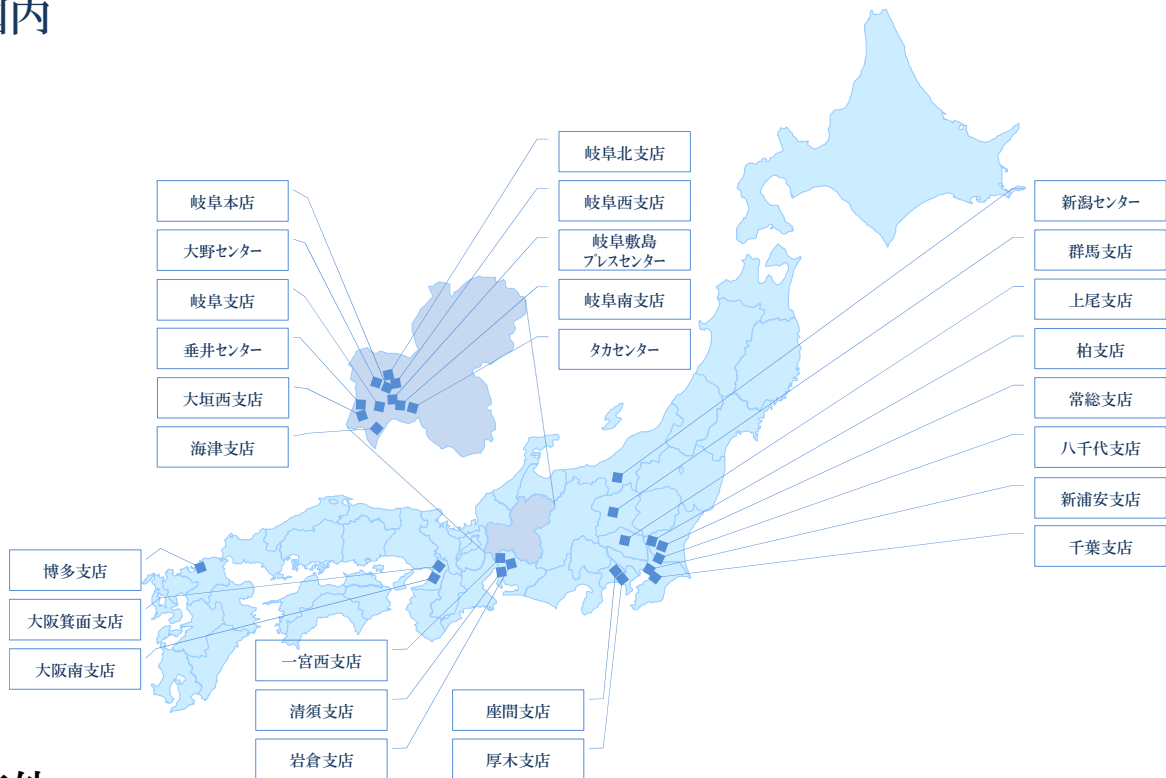 国内
岐阜北支店
岐阜本店
岐阜西支店
新潟センター
大野センター
岐阜敷島
プレスセンター
群馬支店
岐阜支店
岐阜南支店
上尾支店
垂井センター
タカセンター
柏支店
大垣西支店
常総支店
海津支店
八千代支店
新浦安支店
千葉支店
博多支店
大阪箕面支店
大阪南支店
一宮西支店
清須支店
座間支店
岩倉支店
厚木支店